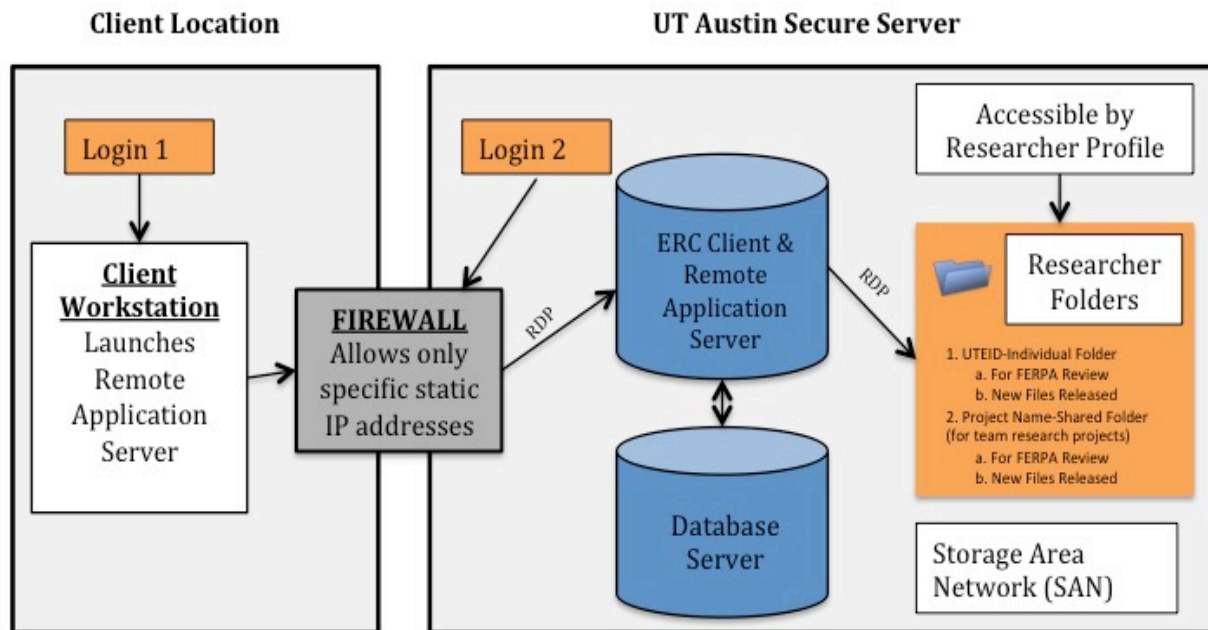 Client Location
UT Austin Secure Server
Login 1
Client
Workstation
Launches
Remote
Application
Server
FIREWALL
Allows only
specific static
IP addresses
Login 2
RDP
ERC Client &
Remote
Application
Server
Database
Server
RDP
Accessible by
Researcher Profile
Researcher
Folders
1. UTEID-Individual Folder
a. For FERPA Review
b. New Files Released
2. Project Name-Shared Folder
(for team research projects)
a. For FERPA Review
b. New Files Released
Storage Area
Network (SAN)